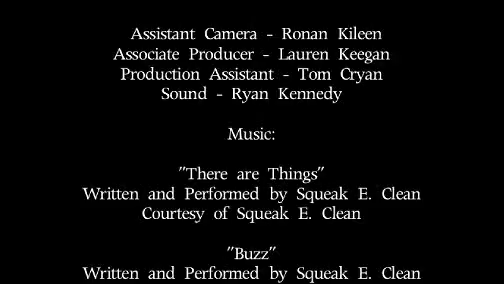 Assistant Camera - Ronan Kileen
Associate Producer - Lauren Keegan
Production Assistant - Tom Cryan
Sound - Ryan Kennedy
Music:
"There are Things"
Written and Performed by Squeak E. Clean
Courtesy of Squeak E. Clean
"Buzz"
Written and Performed by Squeak E. Clean